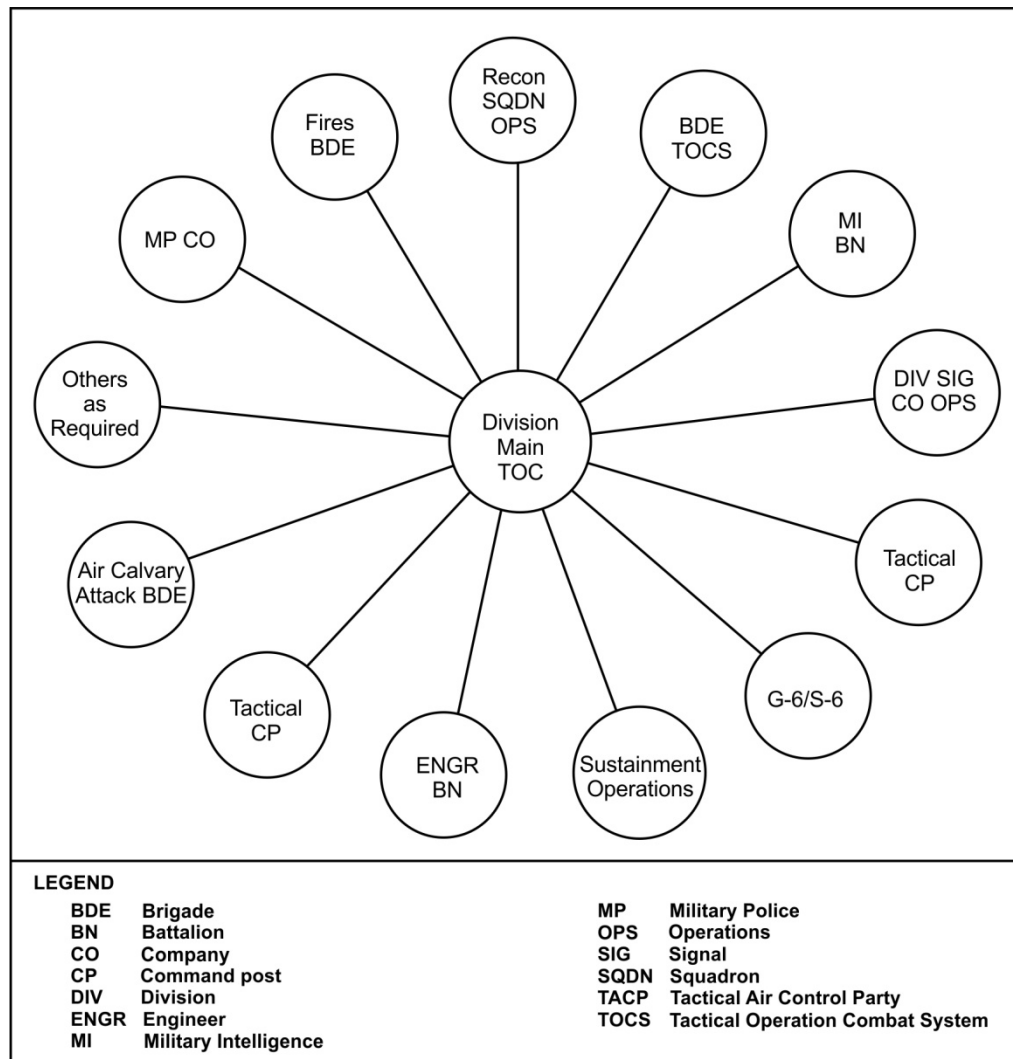 Recon
SQDN
OPS
Fires
BDE
BDE
TOCS
MP CO
MI
BN
Others
as
Required
DIV SIG
CO OPS
Division
Main
TOC
Air Calvary
Attack BDE
Tactical
CP
Tactical
CP
G-6/S-6
ENGR
BN
Sustainment
Operations
LEGEND
BDE Brigade
BN Battalion
CO Company
CP Command post
DIV Division
ENGR Engineer
MI Military Intelligence
MP Military Police
OPS Operations
SIG Signal
SQDN Squadron
TACP Tactical Air Control Party
TOCS Tactical Operation Combat System